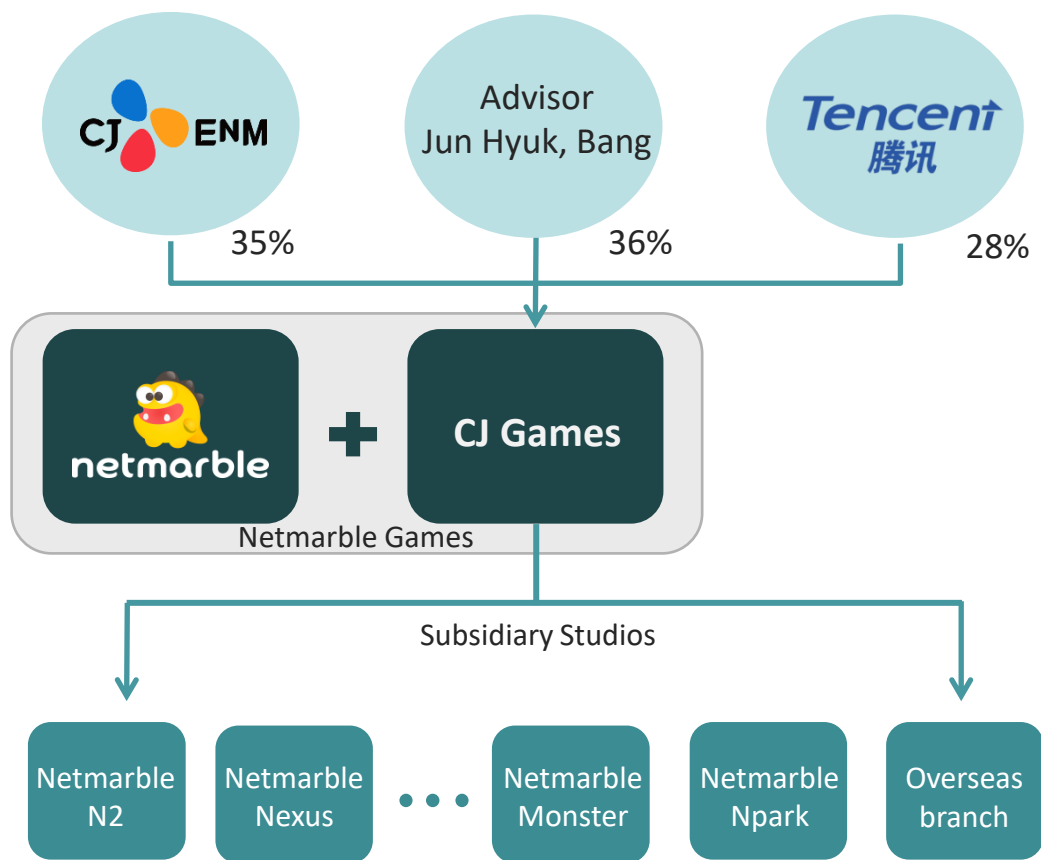 CJ ENM
Advisor
Jun Hyuk, Bang
Tencent
腾讯
35%
36%
28%
netmarble
CJ Games
Netmarble Games
Subsidiary Studios
Netmarble
N2
Netmarble
Nexus
Netmarble
Monster
Netmarble
Npark
Overseas
branch